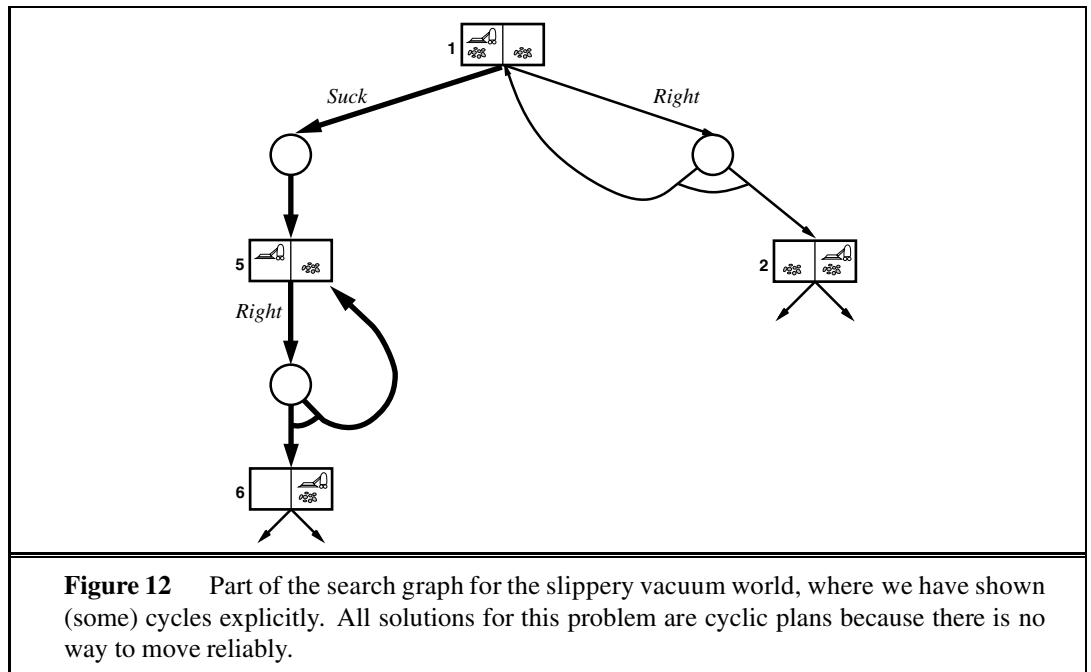 1
Suck
Right
5
2
Right
6
Figure 12 Part of the search graph for the slippery vacuum world, where we have shown
(some) cycles explicitly. All solutions for this problem are cyclic plans because there is no
way to move reliably.